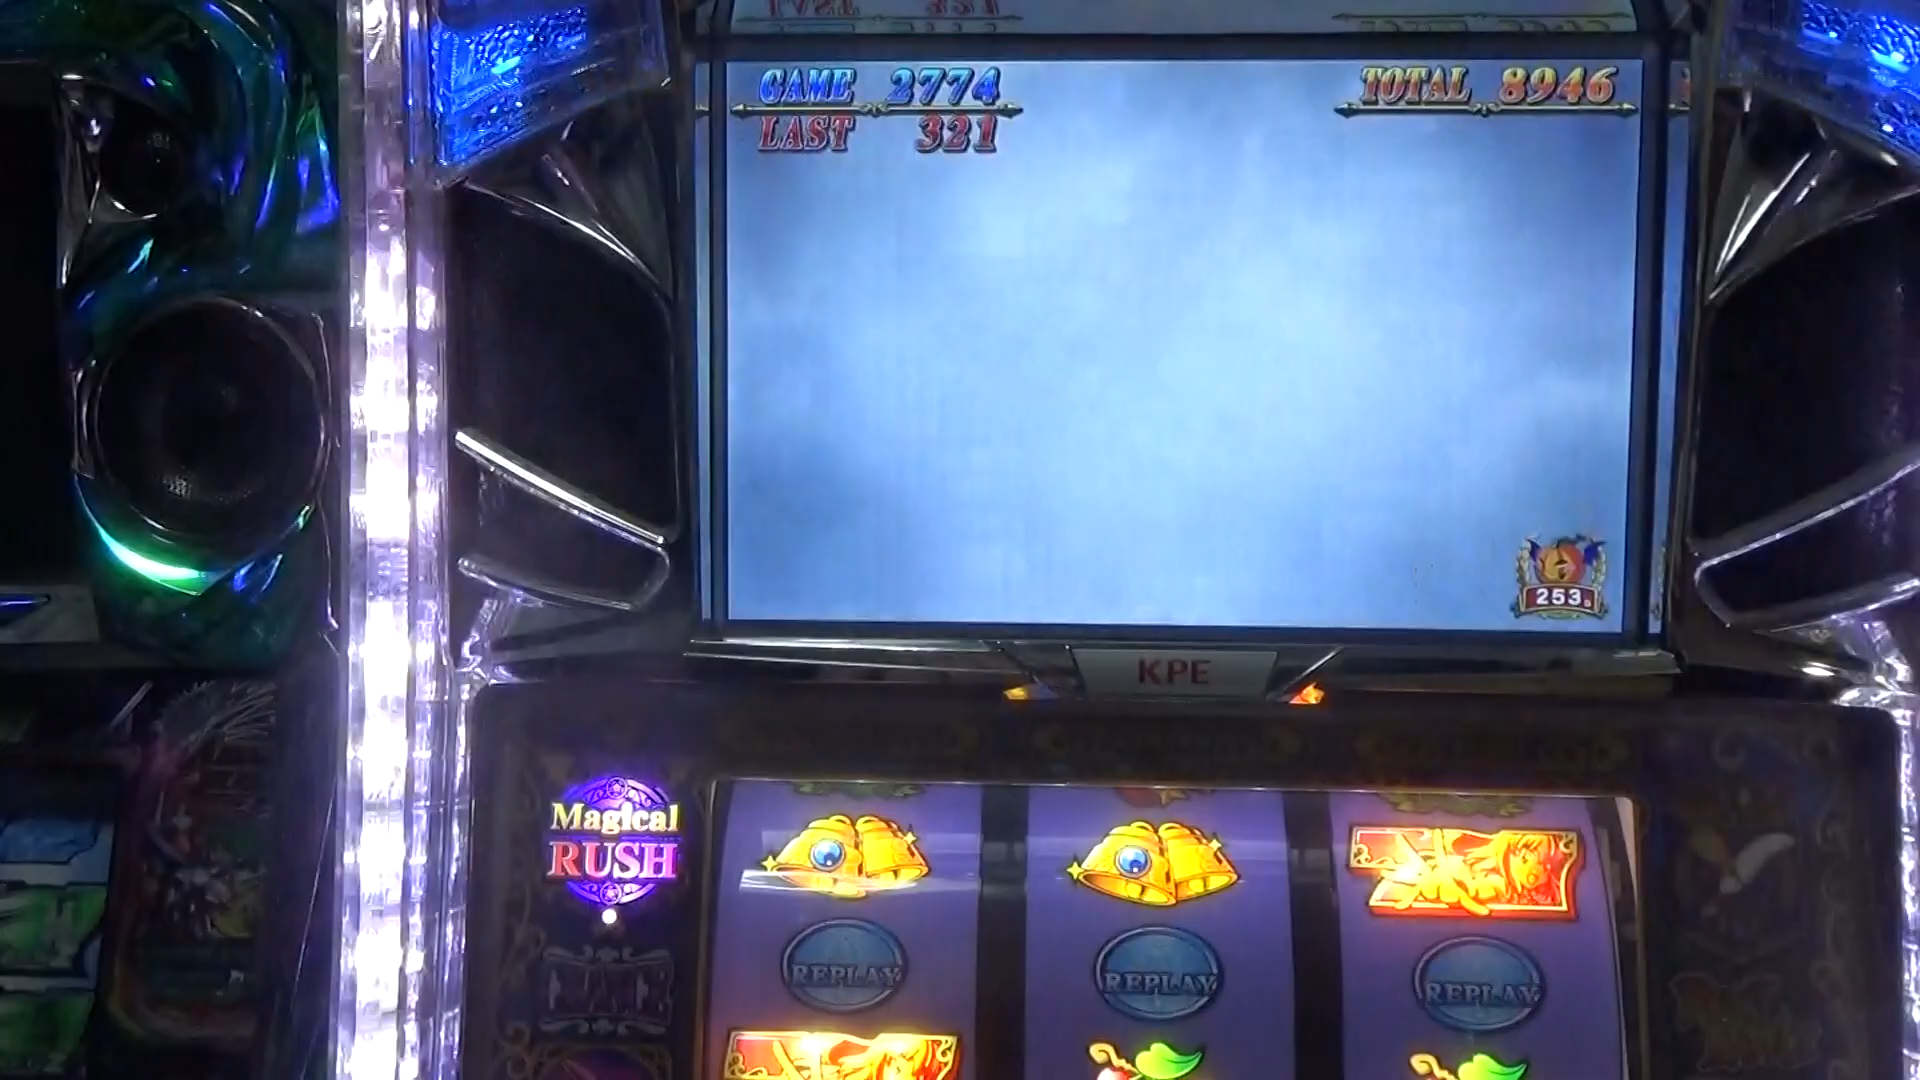 GAME 2774
TOTAL 8946
LAST 321
253
KPE
Magical
RUSH
REPLAY
REPLAY
REPLAY